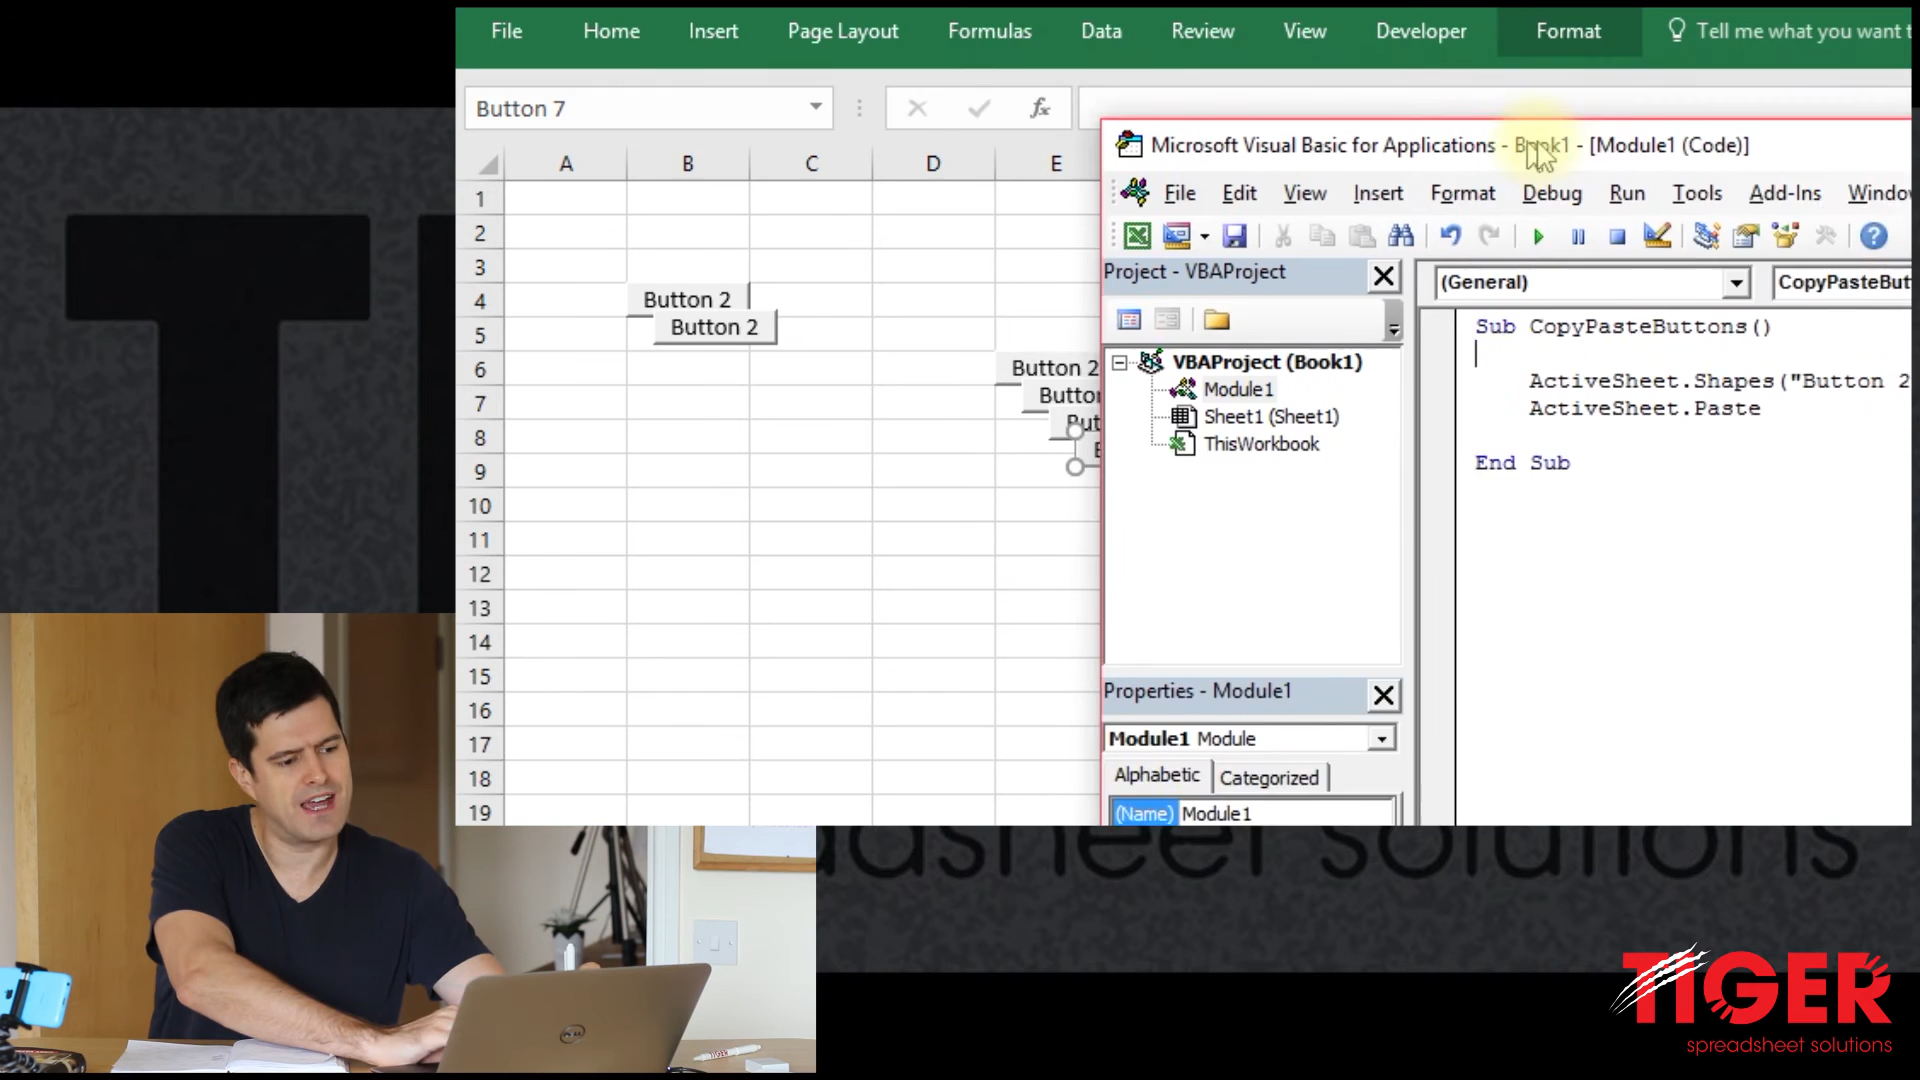 File Home Insert Page Layout Formulas Data Review View Developer Format Tell me what you want
Button 7
fx
A B C D E
1
2
3
4
5
6
7
8
9
10
11
12
13
14
15
16
17
18
19
Button 2
Button 2
Button 2
Microsoft Visual Basic for Applications - Book1 - [Module1 (Code)]
File Edit View Insert Format Debug Run Tools Add-Ins
Project - VBAProject
VBAProject (Book1)
Module1
Sheet1 (Sheet1)
ThisWorkbook
Properties - Module1
Module1 Module
Alphabetic Categorized
(Name) Module1
(General)
Sub CopyPasteButtons()
ActiveSheet.Shapes("Button 2
ActiveSheet.Paste
End Sub
TIGER
spreadsheet solutions